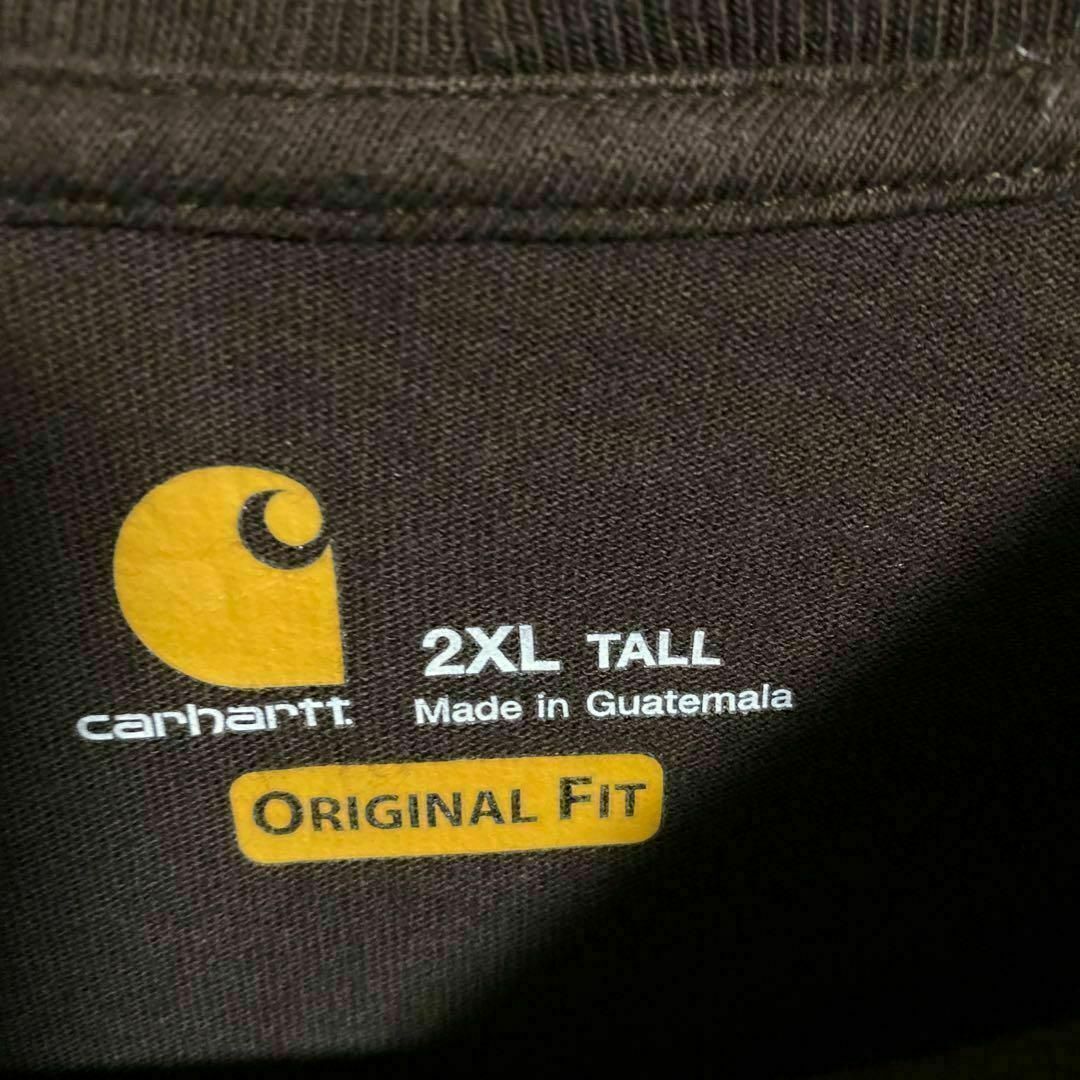 carhartt
2XL TALL
Made in Guatemala
ORIGINAL FIT